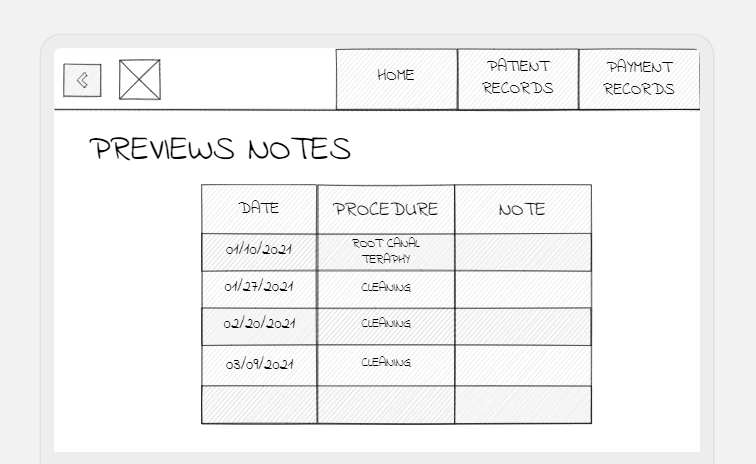 HOME
PATIENT
RECORDS
PAYMENT
RECORDS
PREVIEWS NOTES
DATE PROCEDURE NOTE
01/10/2021 ROOT CANAL
TERAPHY
01/27/2021 CLEANING
02/20/2021 CLEANING
03/09/2021 CLEANING